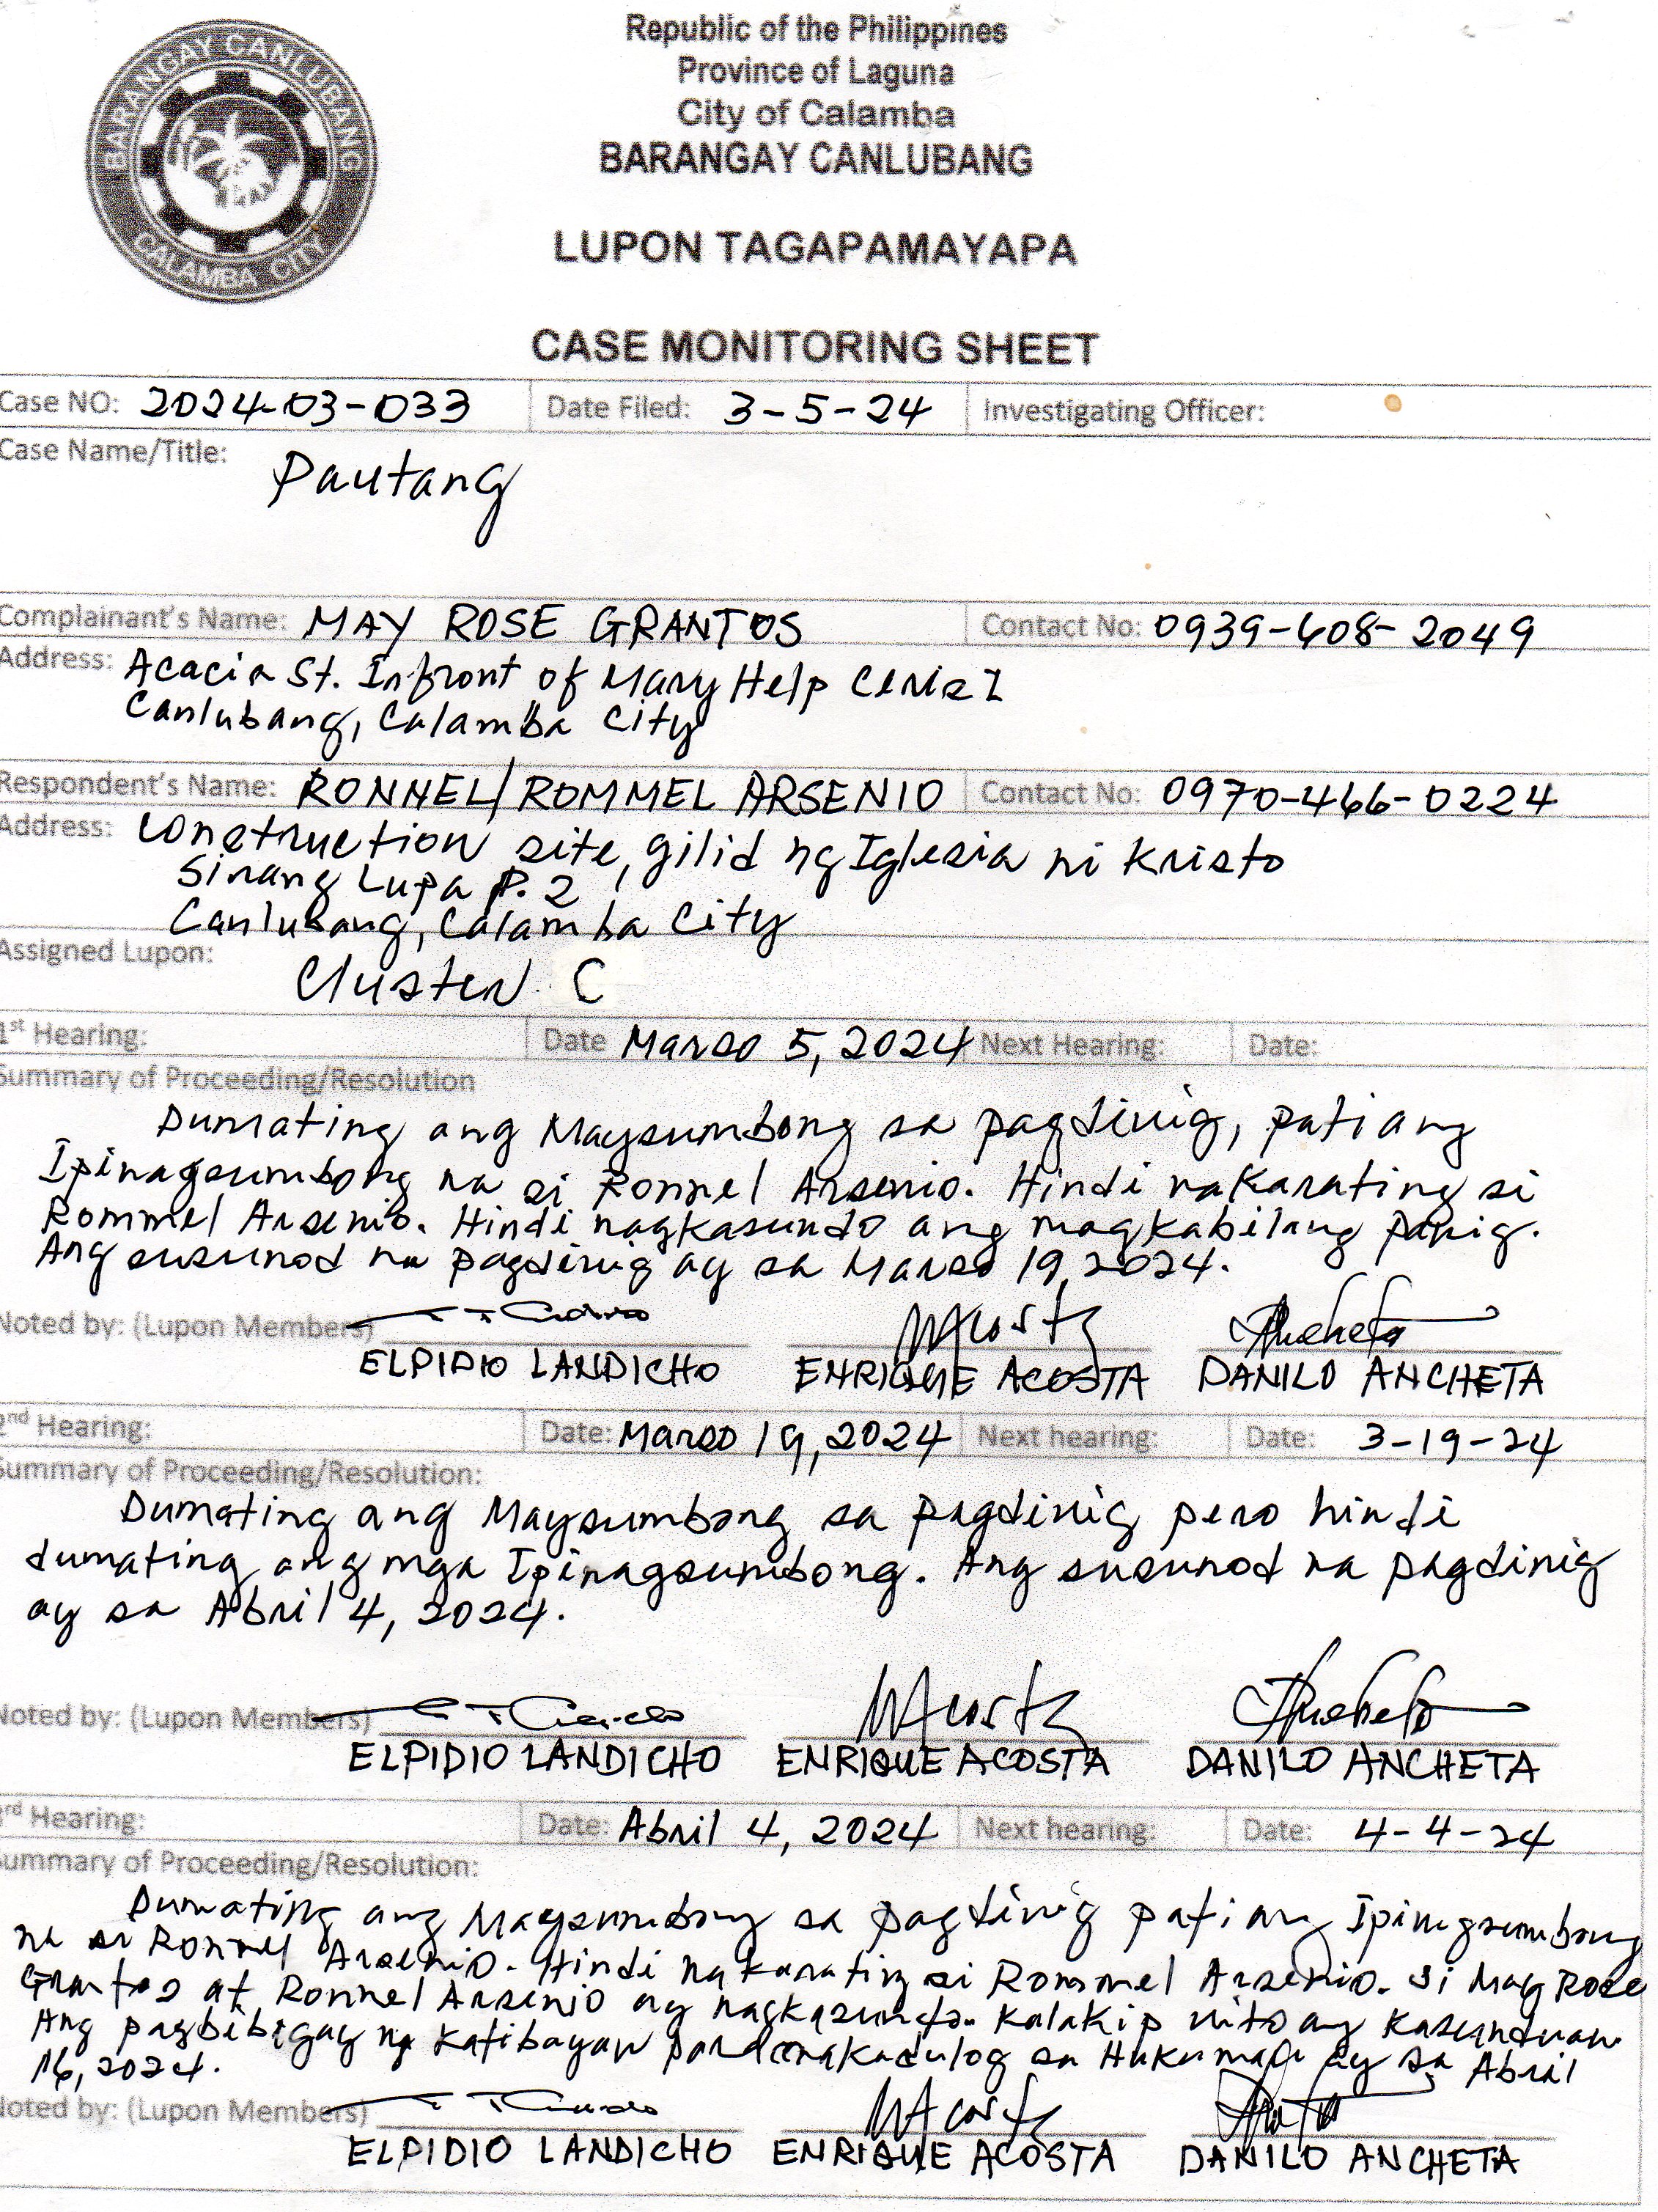 BARANGAY CANLUBANG
CALAMBA CITY
Republic of the Philippines
Province of Laguna
City of Calamba
BARANGAY CANLUBANG
LUPON TAGAPAMAYAPA
CASE MONITORING SHEET
Case NO: 2024-03-033 Date Filed: 3-5-24 Investigating Officer:
Case Name/Title:
Pautang
Complainant's Name: MAY ROSE GRANTOS Contact No: 0939-608-2049
Address: Acacia St. Infront of Mary Help
Canlubang, Calamba City
Respondent's Name: RONNEL/ROMMEL ARSENIO Contact No: 0970-466-0224
Address: Construction site, gilid ng Iglesia ni Kristo
Sirang Lupa P. 2
Canlubang, Calamba City
Assigned Lupon:
Cluster C
1st Hearing: Date Marso 5, 2024 Next Hearing: Date:
Summary of Proceeding/Resolution
Dumating ang Maysumbong sa pagdinig, pati ang
Ipinagsumbong na si Ronnel Arsenio. Hindi nakarating si
Rommel Arsenio. Hindi nagkasundo ang magkabilang panig.
Ang susunod na pagdinig ay sa Marso 19, 2024.
Noted by: (Lupon Members)
ELPIDIO LANDICHO ENRIQUE ACOSTA DANILO ANCHETA
2nd Hearing: Date: Marso 19, 2024 Next hearing: Date: 3-19-24
Summary of Proceeding/Resolution:
Dumating ang Maysumbong sa pagdinig pero hindi
dumating ang mga Ipinagsumbong. Ang susunod na pagdinig
ay sa Abril 4, 2024.
Noted by: (Lupon Members)
ELPIDIO LANDICHO ENRIQUE ACOSTA DANILO ANCHETA
3rd Hearing: Date: Abril 4, 2024 Next hearing: Date: 4-4-24
Summary of Proceeding/Resolution:
Dumating ang Maysumbong sa pagdinig pati ang Ipinagsumbong
na si Ronnel Arsenio. Hindi nakarating si Rommel Arsenio. Si May Rose
Grantos at Ronnel Arsenio ay nagkasundo. Kalakip nito ay kasunduan.
Ang pagbibigay ng katibayan para makadulog sa Hukuman ay sa Abril
16, 2024.
Noted by: (Lupon Members)
ELPIDIO LANDICHO ENRIQUE ACOSTA DANILO ANCHETA